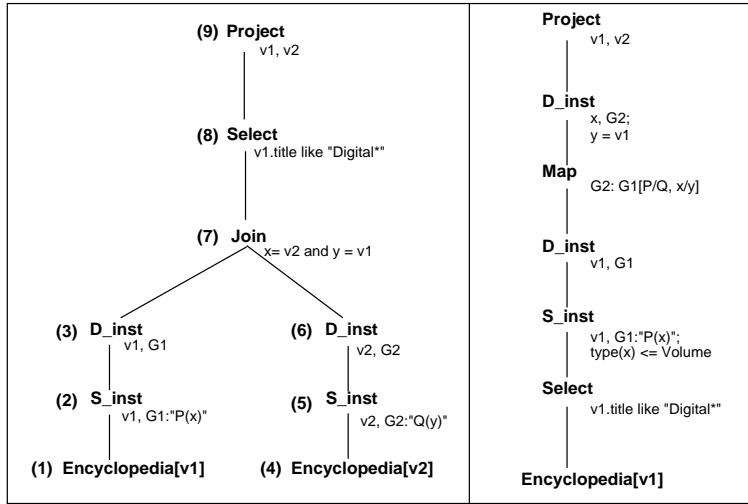 (9) Project
v1, v2
(8) Select
v1.title like "Digital*"
(7) Join
x= v2 and y = v1
(3) D_inst
v1, G1
(6) D_inst
v2, G2
(2) S_inst
v1, G1:"P(x)"
(5) S_inst
v2, G2:"Q(y)"
(1) Encyclopedia[v1]
(4) Encyclopedia[v2]
Project
v1, v2
D_inst
x, G2;
y = v1
Map
G2: G1[P/Q, x/y]
D_inst
v1, G1
S_inst
v1, G1:"P(x)";
type(x) <= Volume
Select
v1.title like "Digital*"
Encyclopedia[v1]